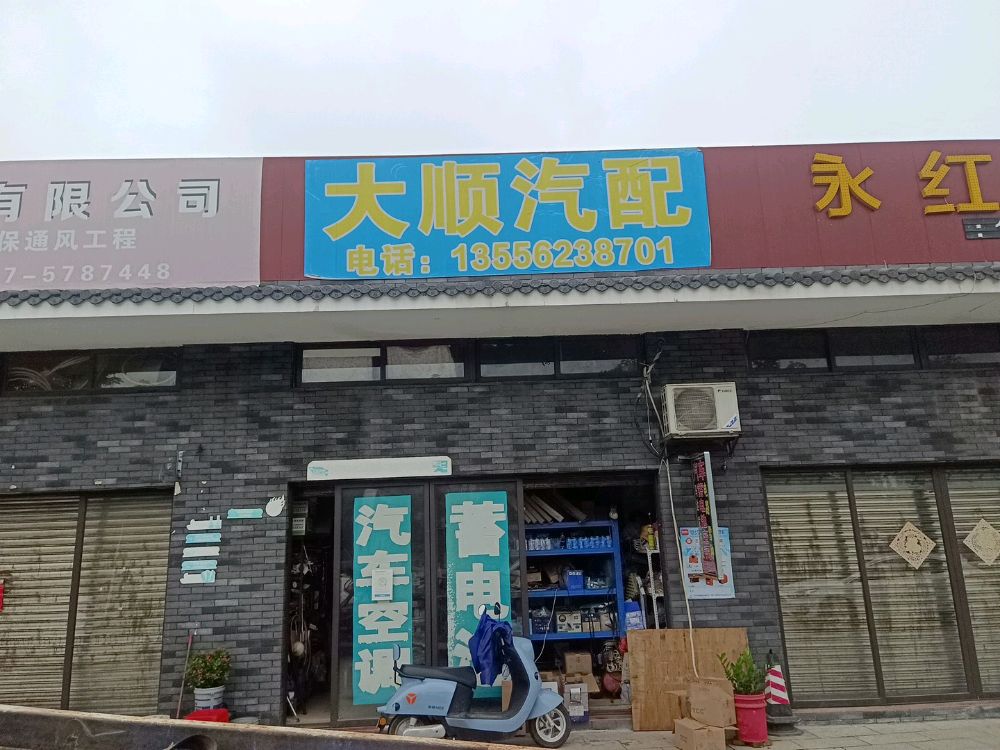 有限公司
保通风工程
7-5787448
大顺汽配
电话：13556238701
永红
汽车空调
蓄电